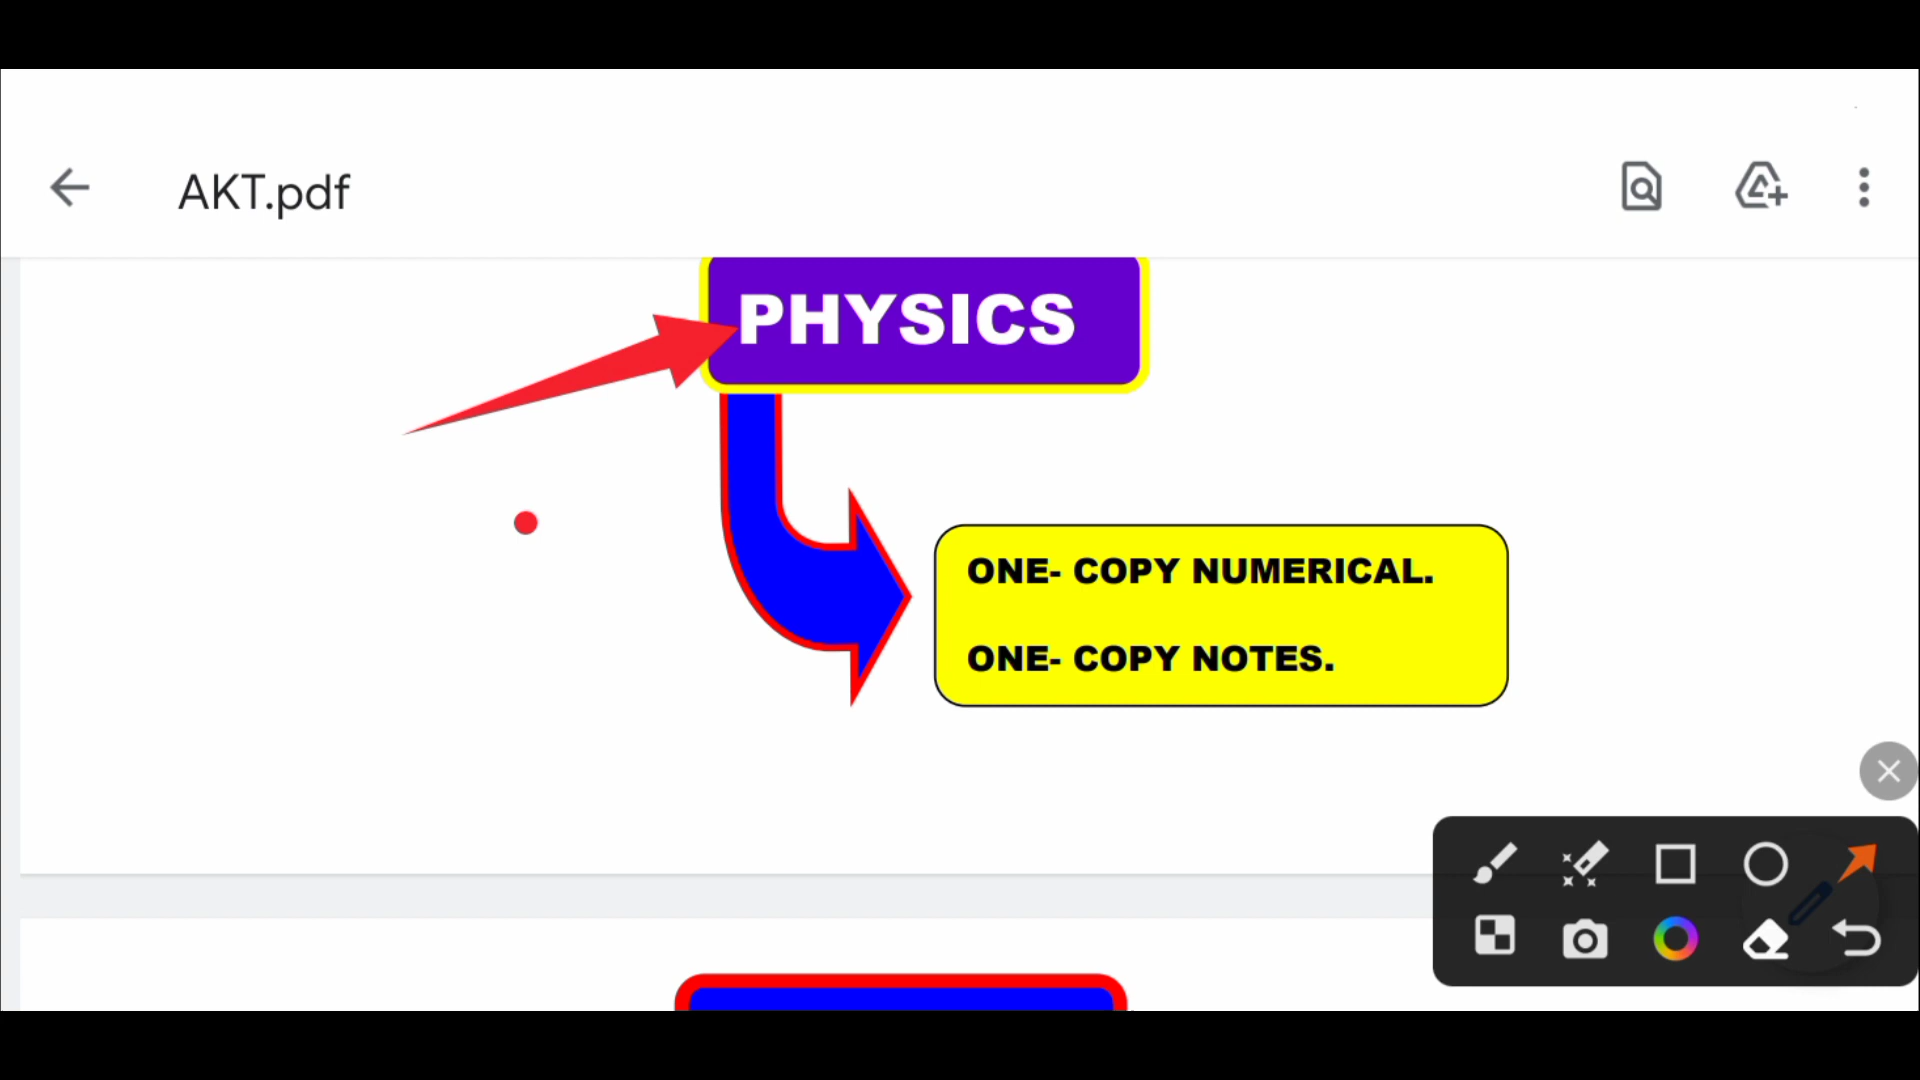 AKT.pdf
PHYSICS
ONE- COPY NUMERICAL.
ONE- COPY NOTES.